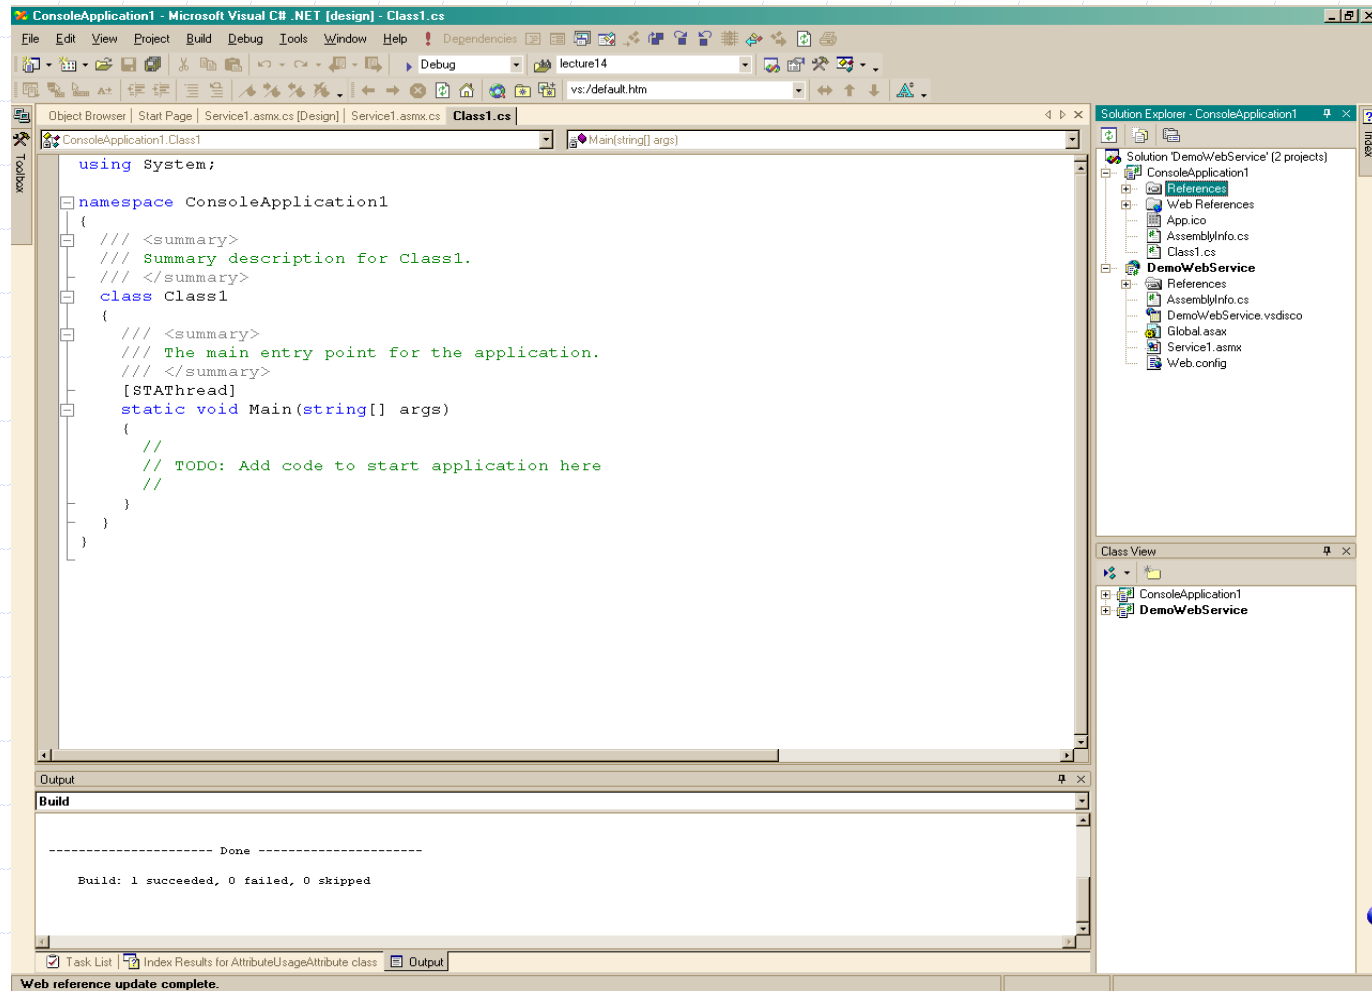 ConsoleApplication1 - Microsoft Visual C# .NET [design] - Class1.cs
File Edit View Project Build Debug Tools Window Help ! Dependencies
Debug lecture14
vs:/default.htm
Object Browser | Start Page | Service1.asmx.cs [Design] | Service1.asmx.cs Class1.cs
ConsoleApplication1.Class1 Main(string[] args)
Toolbox
using System;
namespace ConsoleApplication1
{
/// <summary>
/// Summary description for Class1.
/// </summary>
class Class1
{
/// <summary>
/// The main entry point for the application.
/// </summary>
[STAThread]
static void Main(string[] args)
{
//
// TODO: Add code to start application here
//
}
}
}
Solution Explorer - ConsoleApplication1
Index
Solution 'DemoWebService' (2 projects)
ConsoleApplication1
References
Web References
App.ico
AssemblyInfo.cs
Class1.cs
DemoWebService
References
AssemblyInfo.cs
DemoWebService.vsdisco
Global.asax
Service1.asmx
Web.config
Class View
ConsoleApplication1
DemoWebService
Output
Build
---------------------- Done ----------------------
Build: 1 succeeded, 0 failed, 0 skipped
Task List Index Results for AttributeUsageAttribute class Output
Web reference update complete.